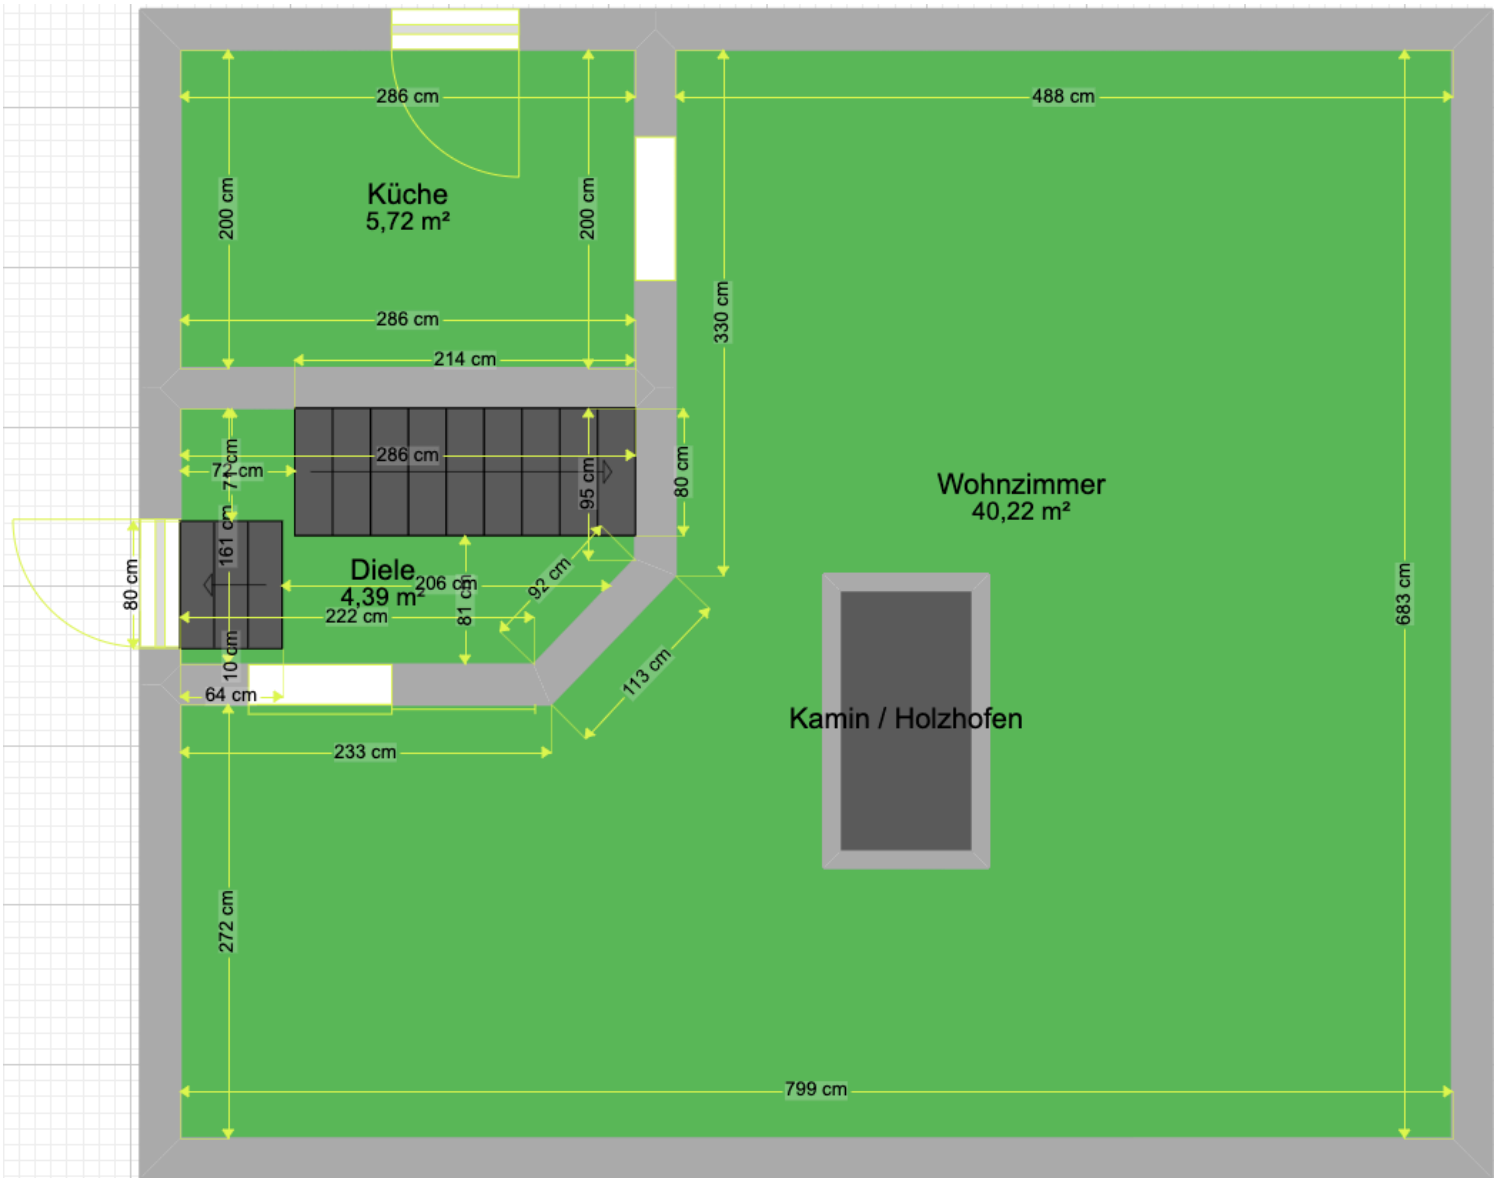 286 cm
488 cm
200 cm
200 cm
Küche
5,72 m²
330 cm
286 cm
214 cm
71 cm
286 cm
72 cm
95 cm
80 cm
Wohnzimmer
40,22 m²
161 cm
80 cm
Diele
4,39 m²
206 cm
92 cm
81 cm
222 cm
683 cm
10 cm
64 cm
113 cm
Kamin / Holzhofen
233 cm
272 cm
799 cm